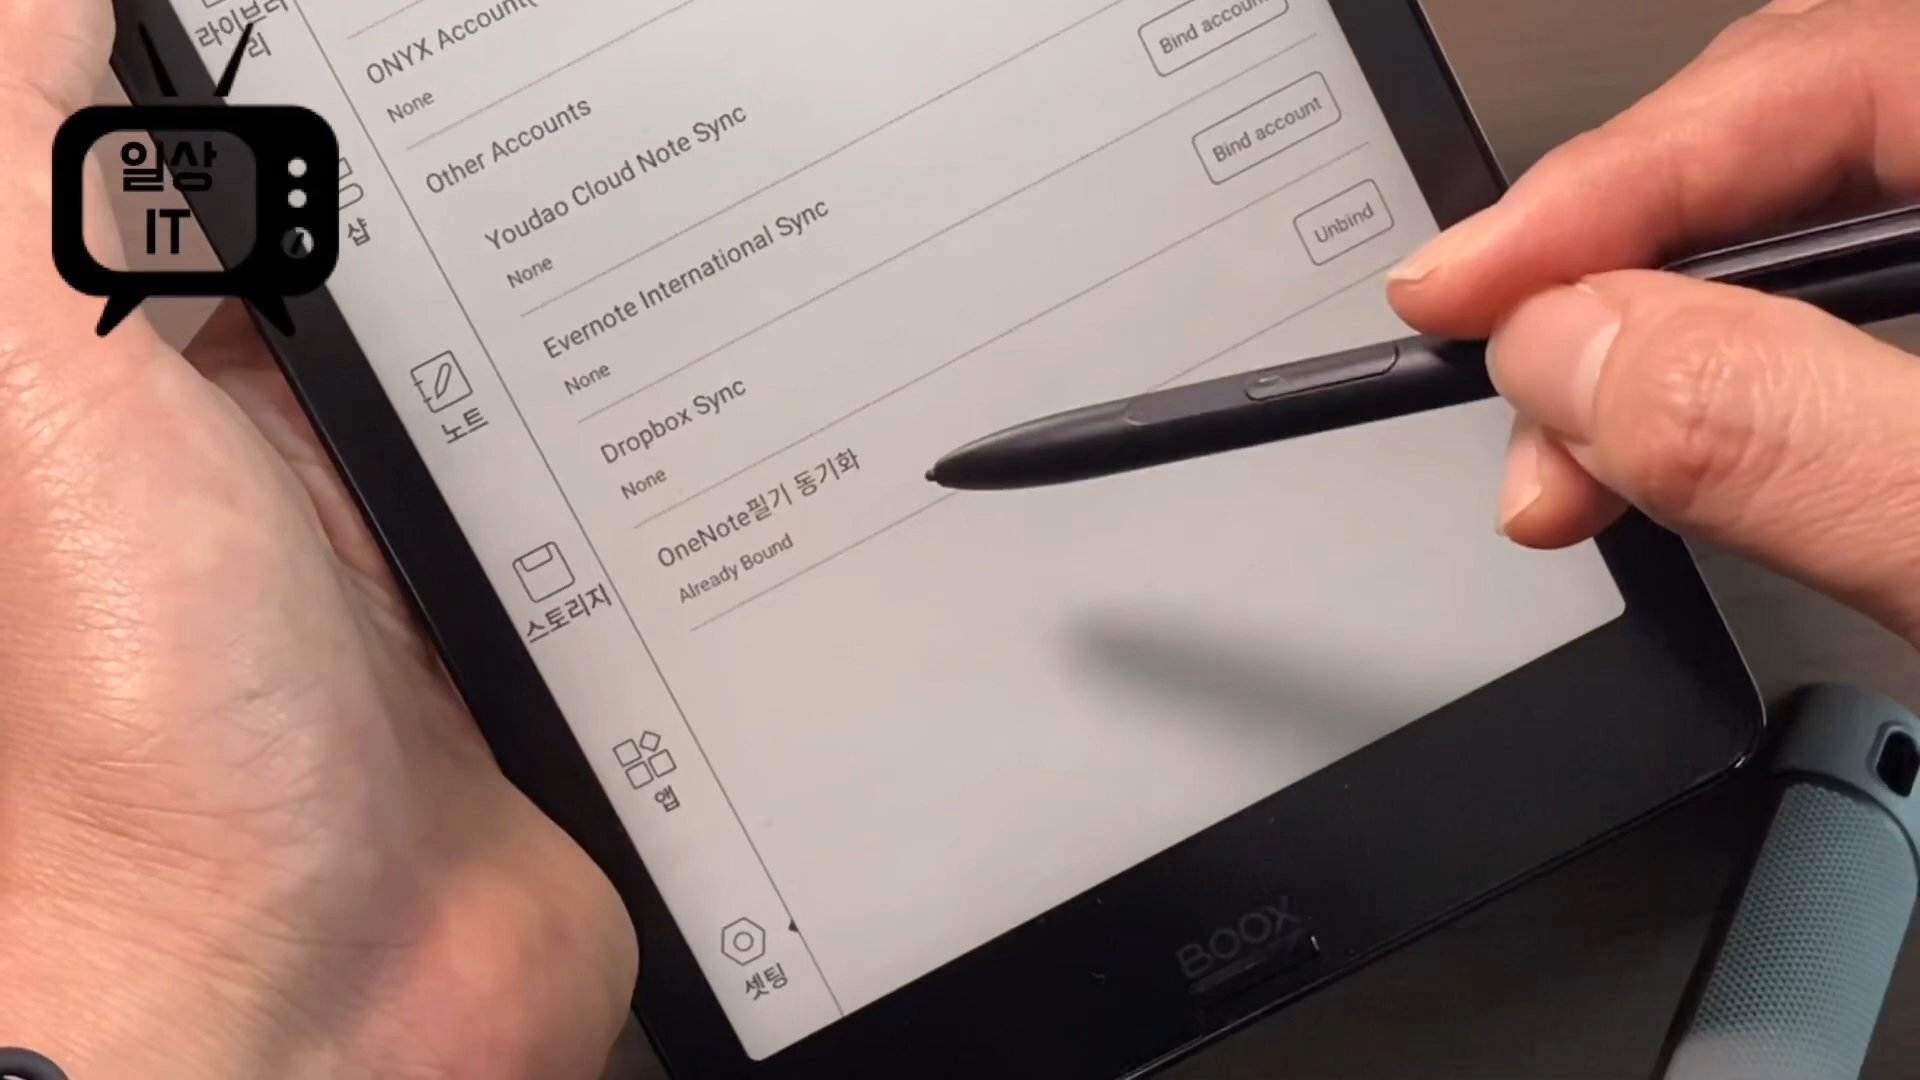 라이브러
리
샵
노트
스토리지
앱
셋팅
ONYX Account(
None
Other Accounts
Youdao Cloud Note Sync
None
Bind account
Evernote International Sync
None
Bind account
Dropbox Sync
None
Unbind
OneNote필기 동기화
Already Bound
BOOX
일상
IT